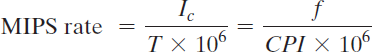 MIPS rate = I_c / (T × 10^6) = f / (CPI × 10^6)